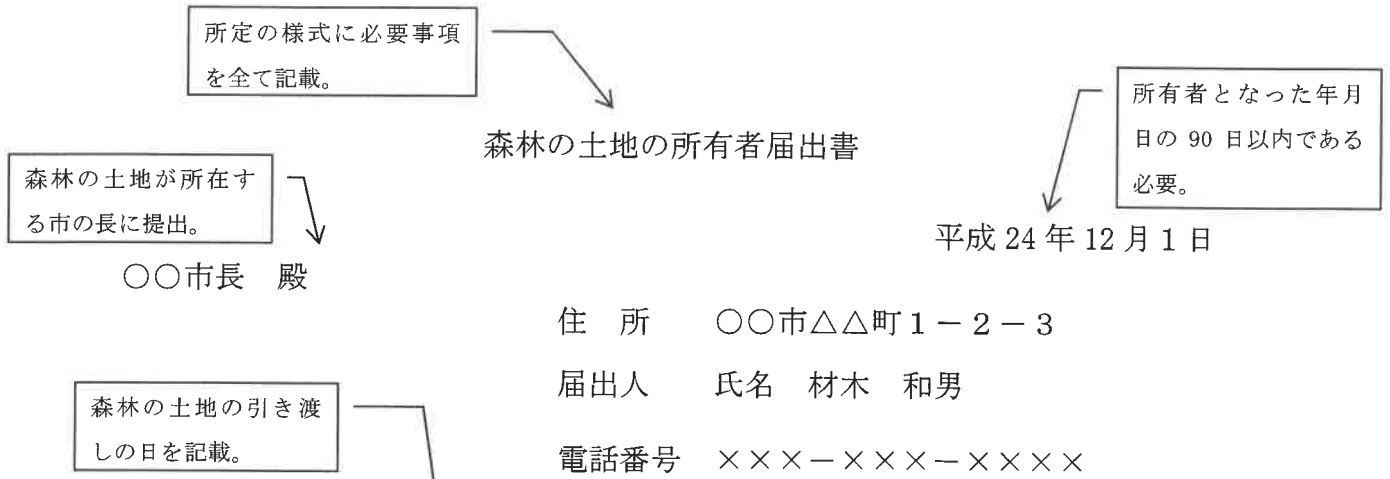 所定の様式に必要事項
を全て記載。
所有者となった年月
日の 90 日以内である
必要。
森林の土地の所有者届出書
森林の土地が所在す
る市の長に提出。
平成 24 年 12 月 1 日
○○市長　殿
住　所　　○○市△△町１－２－３
届出人　　氏名　材木　和男
森林の土地の引き渡
しの日を記載。
電話番号　×××－×××－××××